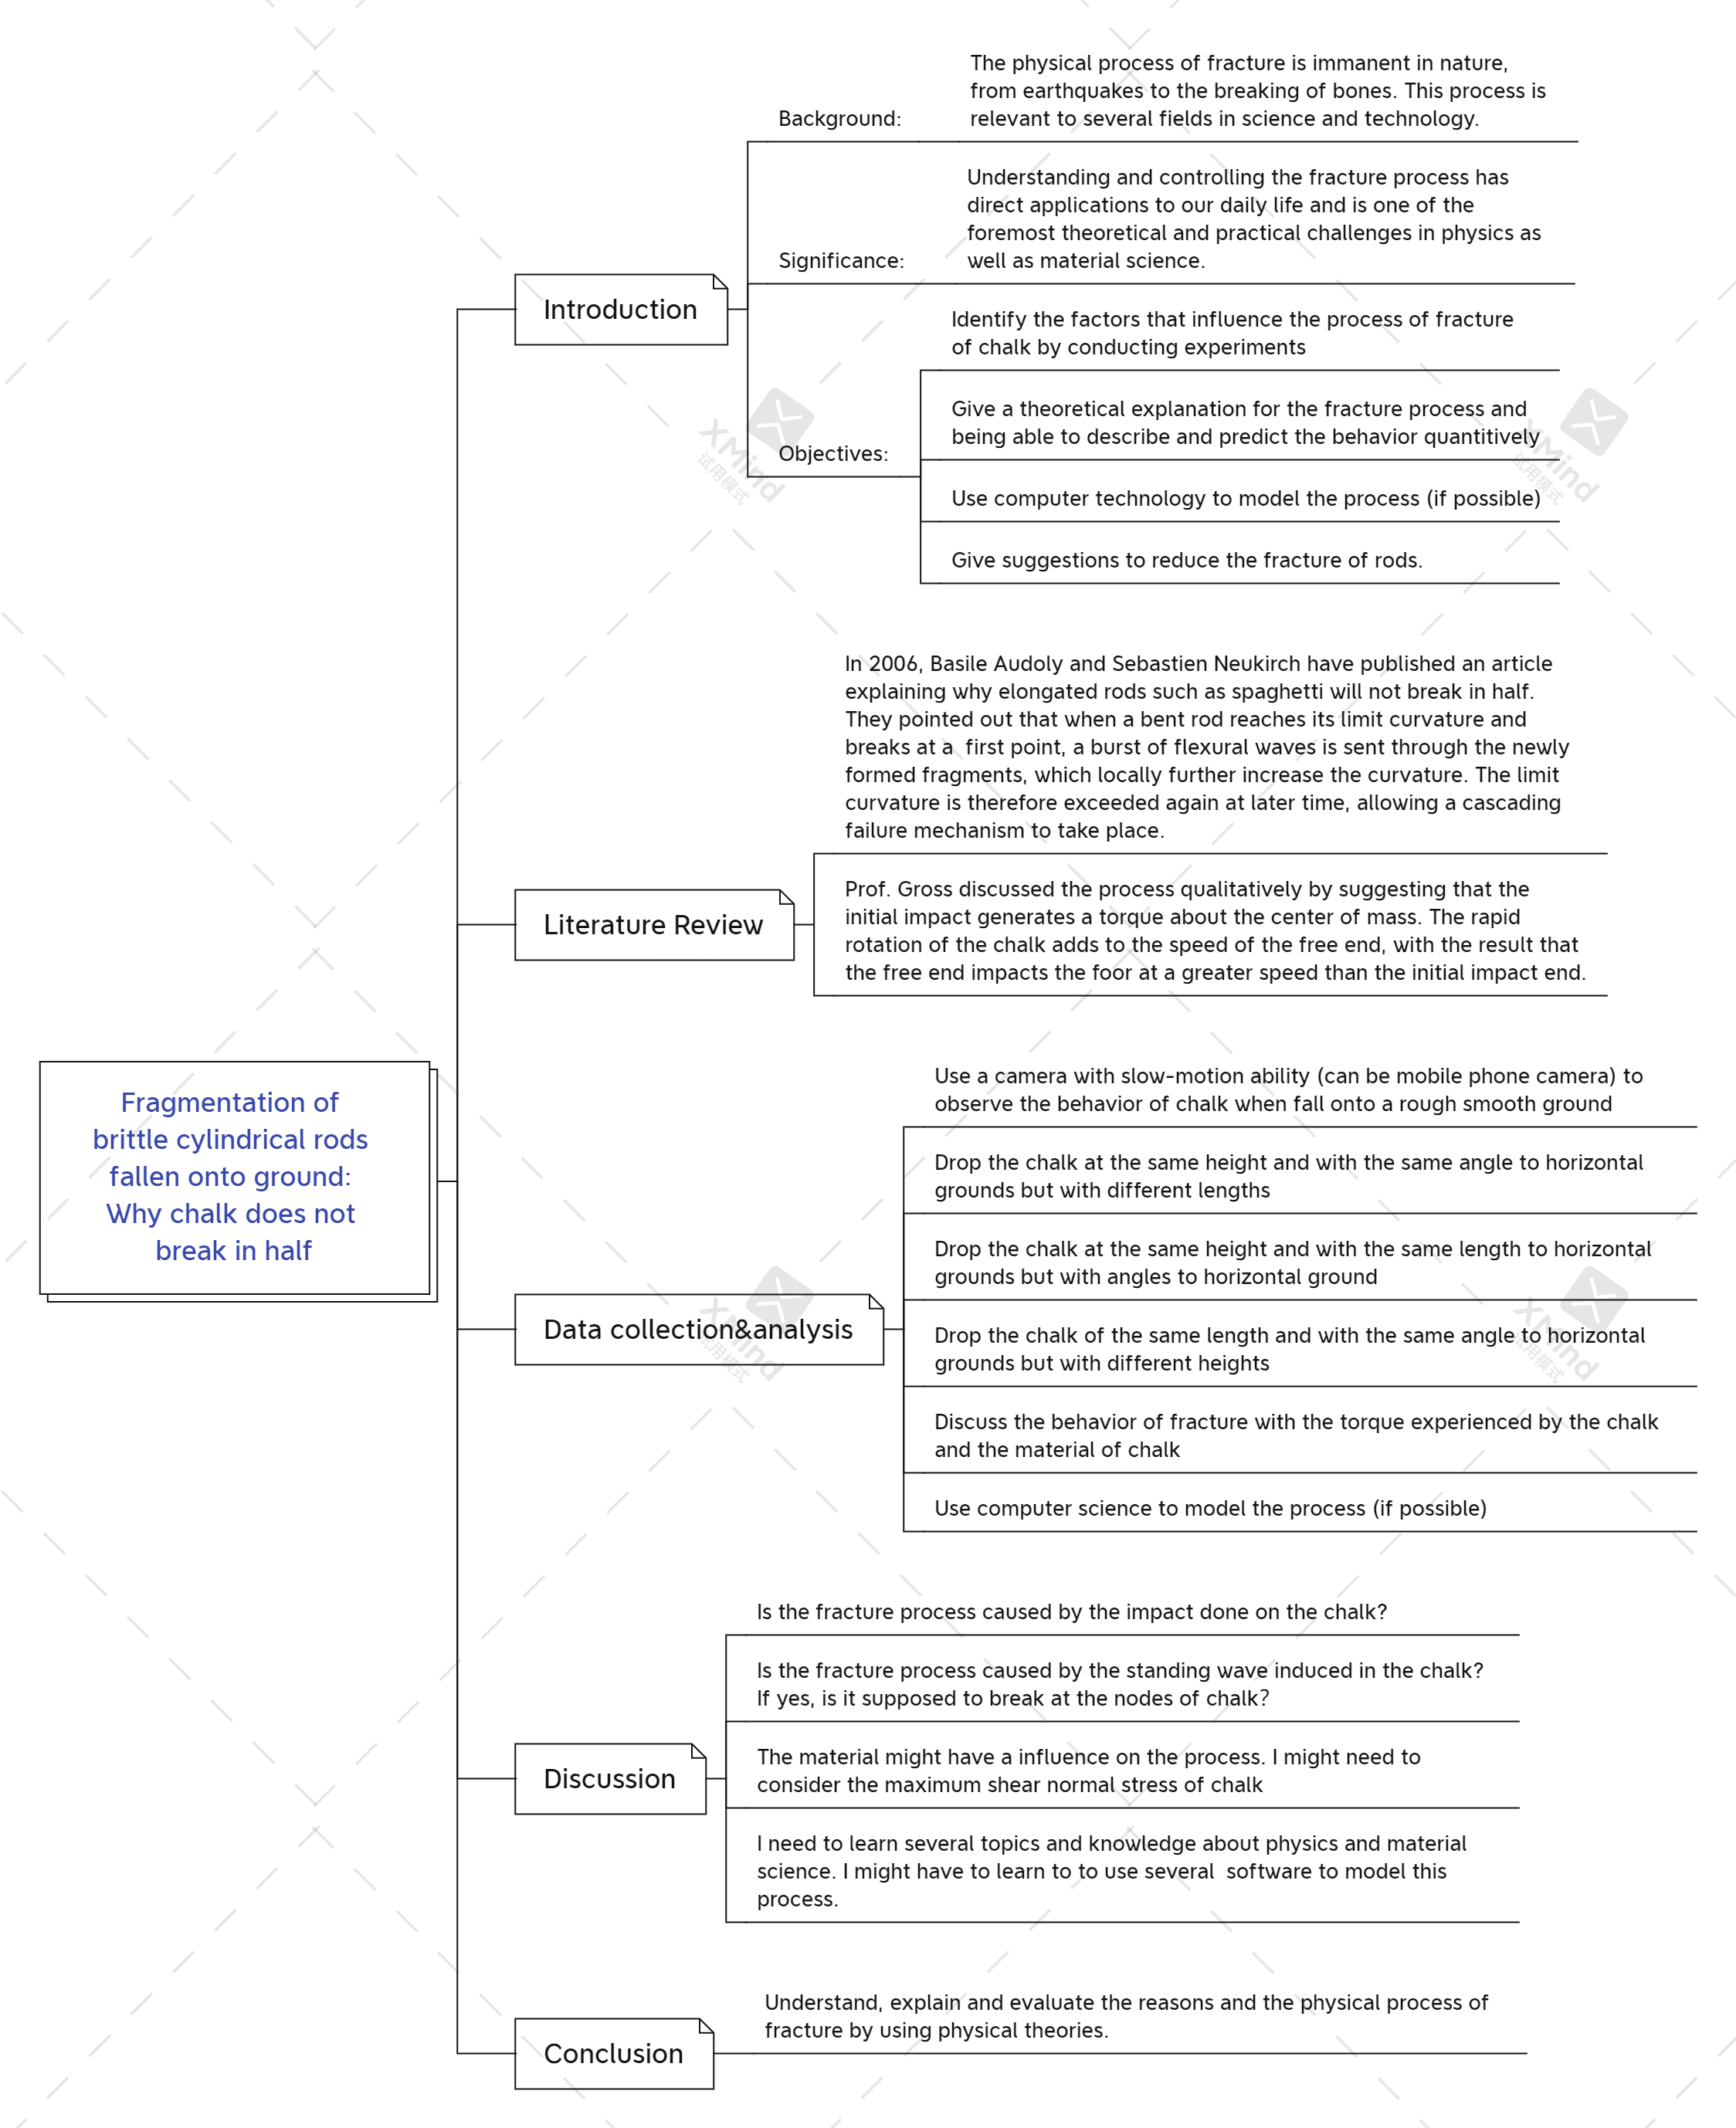 Fragmentation of
brittle cylindrical rods
fallen onto ground:
Why chalk does not
break in half
Introduction
Background:
The physical process of fracture is immanent in nature,
from earthquakes to the breaking of bones. This process is
relevant to several fields in science and technology.
Significance:
Understanding and controlling the fracture process has
direct applications to our daily life and is one of the
foremost theoretical and practical challenges in physics as
well as material science.
Objectives:
Identify the factors that influence the process of fracture
of chalk by conducting experiments
Give a theoretical explanation for the fracture process and
being able to describe and predict the behavior quantitively
Use computer technology to model the process (if possible)
Give suggestions to reduce the fracture of rods.
Literature Review
In 2006, Basile Audoly and Sebastien Neukirch have published an article
explaining why elongated rods such as spaghetti will not break in half.
They pointed out that when a bent rod reaches its limit curvature and
breaks at a  first point, a burst of flexural waves is sent through the newly
formed fragments, which locally further increase the curvature. The limit
curvature is therefore exceeded again at later time, allowing a cascading
failure mechanism to take place.
Prof. Gross discussed the process qualitatively by suggesting that the
initial impact generates a torque about the center of mass. The rapid
rotation of the chalk adds to the speed of the free end, with the result that
the free end impacts the foor at a greater speed than the initial impact end.
Data collection&analysis
Use a camera with slow-motion ability (can be mobile phone camera) to
observe the behavior of chalk when fall onto a rough smooth ground
Drop the chalk at the same height and with the same angle to horizontal
grounds but with different lengths
Drop the chalk at the same height and with the same length to horizontal
grounds but with angles to horizontal ground
Drop the chalk of the same length and with the same angle to horizontal
grounds but with different heights
Discuss the behavior of fracture with the torque experienced by the chalk
and the material of chalk
Use computer science to model the process (if possible)
Discussion
Is the fracture process caused by the impact done on the chalk?
Is the fracture process caused by the standing wave induced in the chalk?
If yes, is it supposed to break at the nodes of chalk?
The material might have a influence on the process. I might need to
consider the maximum shear normal stress of chalk
I need to learn several topics and knowledge about physics and material
science. I might have to learn to to use several  software to model this
process.
Conclusion
Understand, explain and evaluate the reasons and the physical process of
fracture by using physical theories.
XMind
试用模式
XMind
试用模式
XMind
试用模式
XMind
试用模式